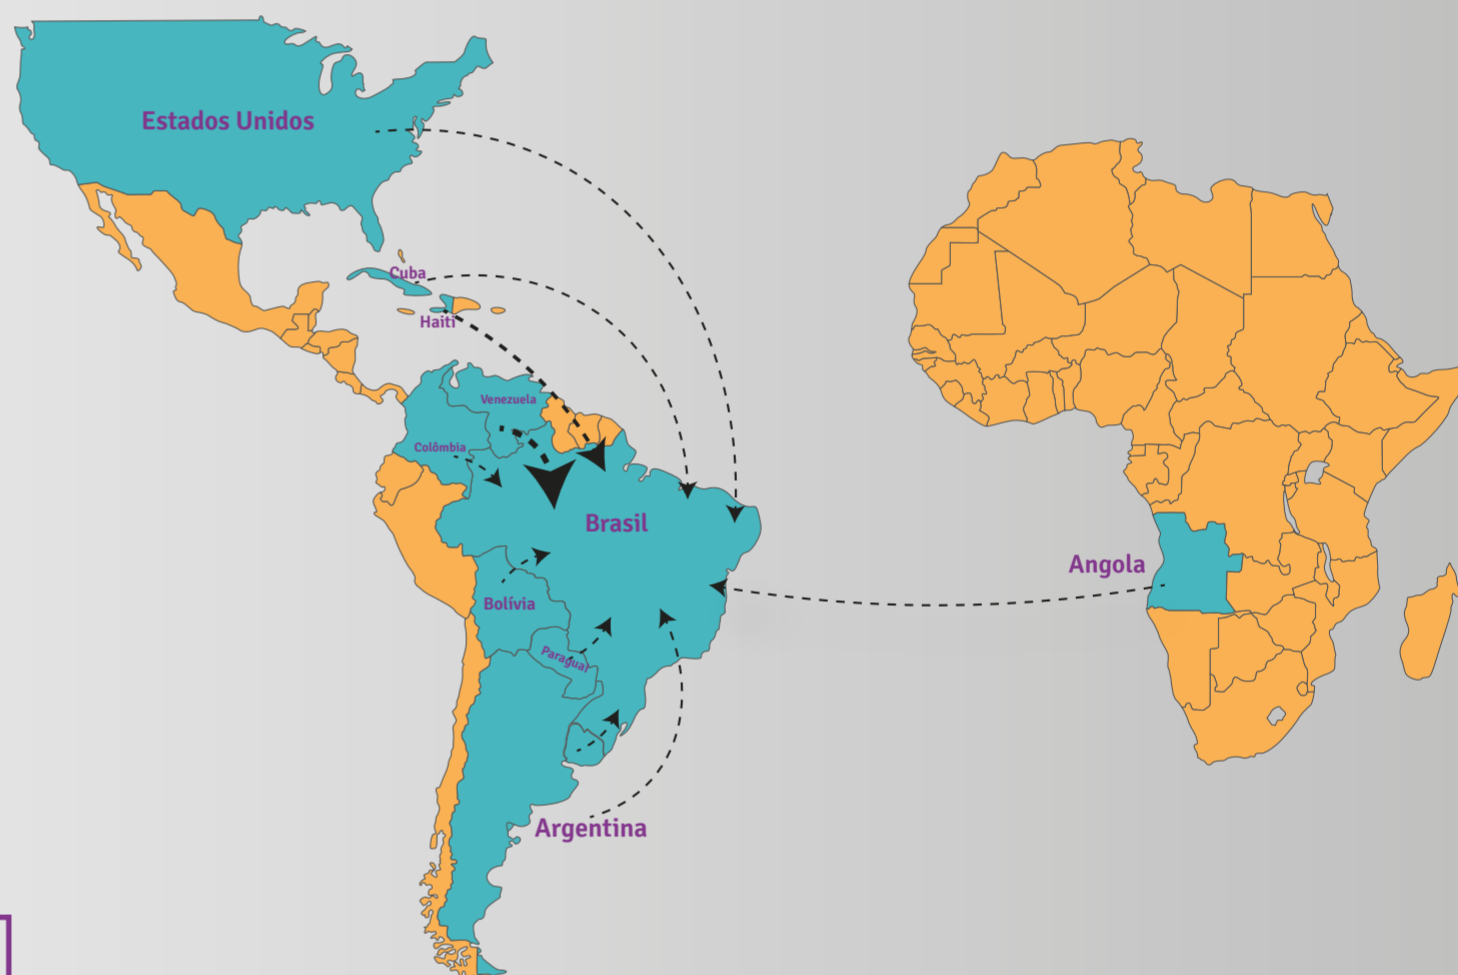 Estados Unidos
Cuba
Haiti
Venezuela
Colômbia
Brasil
Angola
Bolívia
Paraguai
Argentina